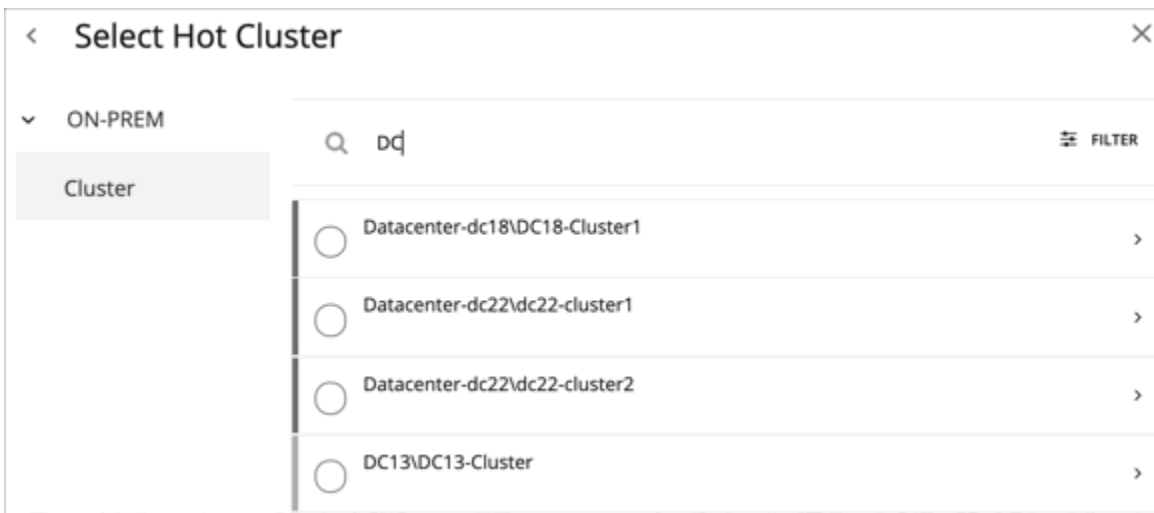 Select Hot Cluster
ON-PREM
Cluster
DC
FILTER
Datacenter-dc18\DC18-Cluster1
Datacenter-dc22\dc22-cluster1
Datacenter-dc22\dc22-cluster2
DC13\DC13-Cluster